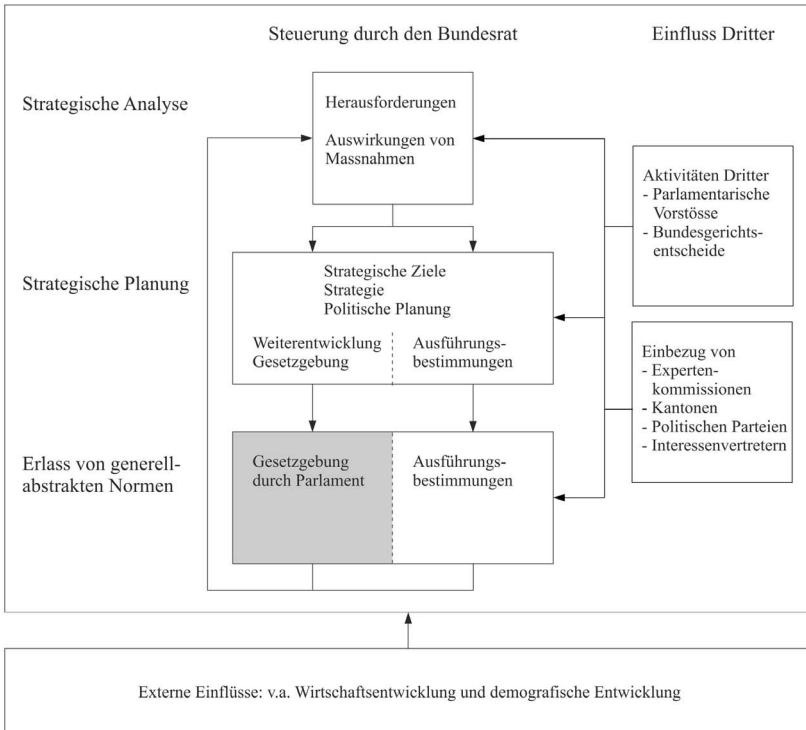 Steuerung durch den Bundesrat
Einfluss Dritter
Strategische Analyse
Herausforderungen
Auswirkungen von
Massnahmen
Aktivitäten Dritter
- Parlamentarische
Vorstösse
- Bundesgerichts-
entscheide
Strategische Planung
Strategische Ziele
Strategie
Politische Planung
Weiterentwicklung
Gesetzgebung
Ausführungs-
bestimmungen
Einbezug von
- Experten-
kommissionen
- Kantonen
- Politischen Parteien
- Interessenvertretern
Erlass von generell-
abstrakten Normen
Gesetzgebung
durch Parlament
Ausführungs-
bestimmungen
Externe Einflüsse: v.a. Wirtschaftsentwicklung und demografische Entwicklung